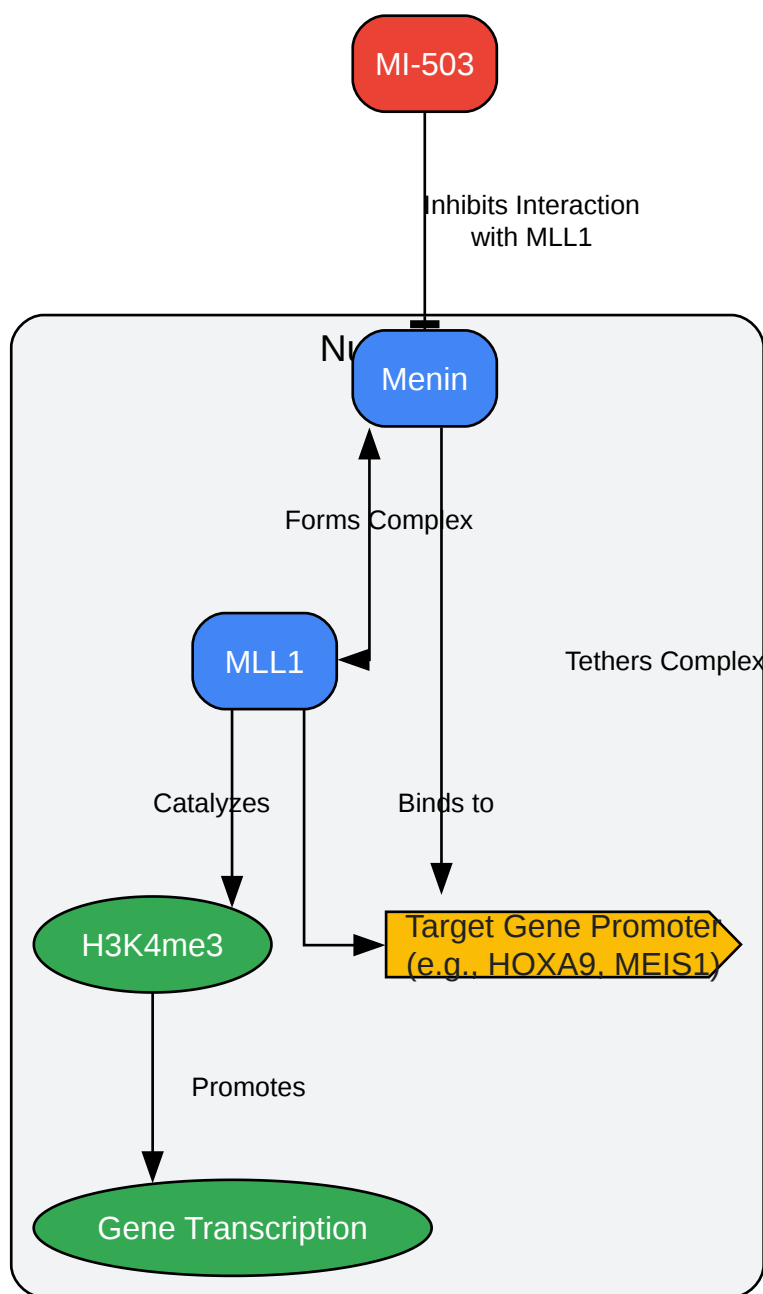 MI-503
Inhibits Interaction
with MLL1
Nu
Menin
Forms Complex
MLL1
Tethers Complex
Catalyzes
Binds to
Target Gene Promoter
(e.g., HOXA9, MEIS1)
H3K4me3
Promotes
Gene Transcription